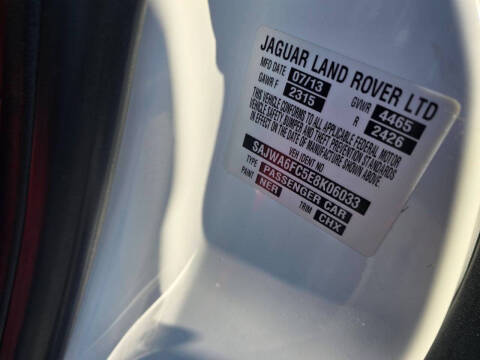 JAGUAR LAND ROVER LTD
MFD DATE 07/13 GVWR 4465
GAWR F 2315 R 2426
THIS VEHICLE CONFORMS TO ALL APPLICABLE FEDERAL MOTOR
VEHICLE SAFETY BUMPER AND THEFT PREVENTION STANDARDS
IN EFFECT ON THE DATE OF MANUFACTURE SHOWN ABOVE.
VEH IDENT NO
SAJWA6FC5E8K06033
TYPE PASSENGER CAR
PAINT NER TRIM CHX